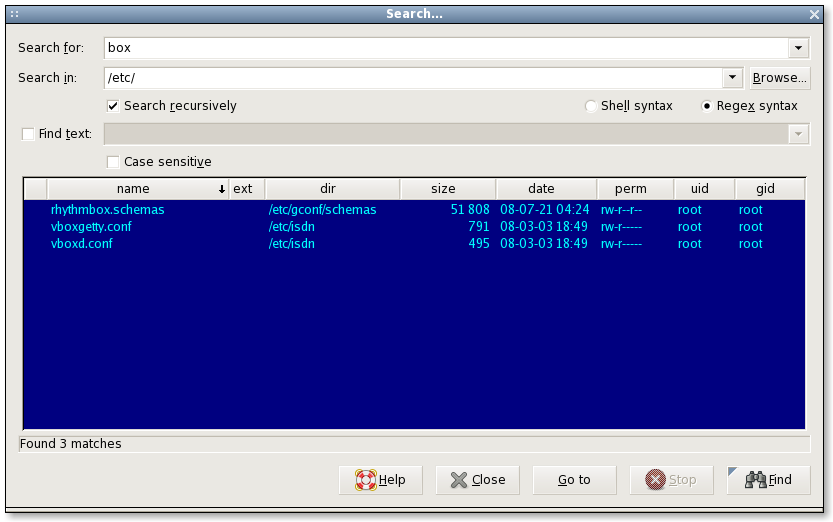 Search...
Search for: box
Search in: /etc/ Browse...
Search recursively Shell syntax Regex syntax
Find text:
Case sensitive
name ext dir size date perm uid gid
rhythmbox.schemas /etc/gconf/schemas 51 808 08-07-21 04:24 rw-r--r-- root root
vboxgetty.conf /etc/isdn 791 08-03-03 18:49 rw-r----- root root
vboxd.conf /etc/isdn 495 08-03-03 18:49 rw-r----- root root
Found 3 matches
Help Close Go to Stop Find